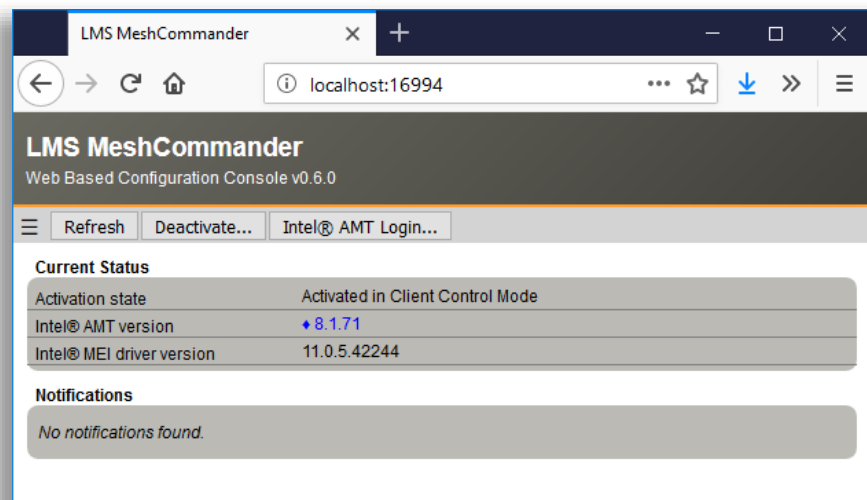 LMS MeshCommander
localhost:16994
LMS MeshCommander
Web Based Configuration Console v0.6.0
Refresh Deactivate... Intel® AMT Login...
Current Status
Activation state Activated in Client Control Mode
Intel® AMT version ♦ 8.1.71
Intel® MEI driver version 11.0.5.42244
Notifications
No notifications found.